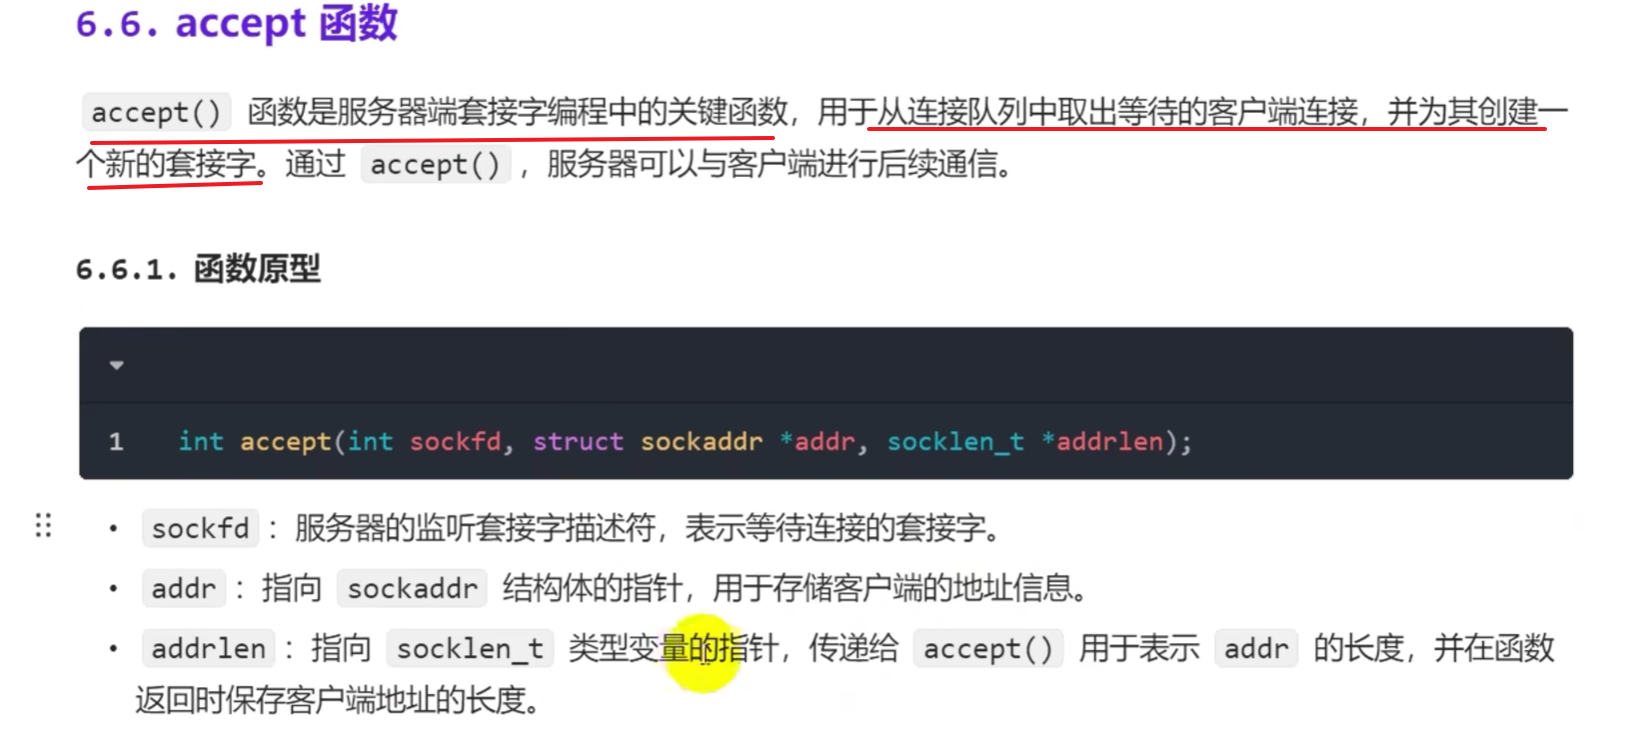 6.6. accept 函数
accept() 函数是服务器端套接字编程中的关键函数，用于从连接队列中取出等待的客户端连接，并为其创建一
个新的套接字。通过 accept() ，服务器可以与客户端进行后续通信。
6.6.1. 函数原型
1 int accept(int sockfd, struct sockaddr *addr, socklen_t *addrlen);
• sockfd ：服务器的监听套接字描述符，表示等待连接的套接字。
• addr ：指向 sockaddr 结构体的指针，用于存储客户端的地址信息。
• addrlen ：指向 socklen_t 类型变量的指针，传递给 accept() 用于表示 addr 的长度，并在函数
返回时保存客户端地址的长度。